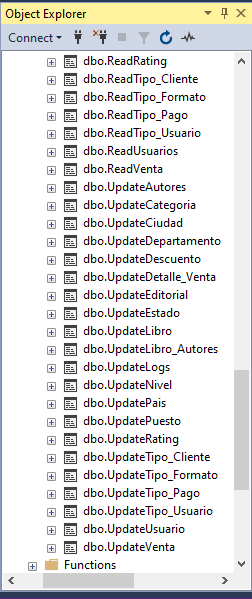 Object Explorer
Connect
dbo.ReadRating
dbo.ReadTipo_Cliente
dbo.ReadTipo_Formato
dbo.ReadTipo_Pago
dbo.ReadTipo_Usuario
dbo.ReadUsuarios
dbo.ReadVenta
dbo.UpdateAutores
dbo.UpdateCategoria
dbo.UpdateCiudad
dbo.UpdateDepartamento
dbo.UpdateDescuento
dbo.UpdateDetalle_Venta
dbo.UpdateEditorial
dbo.UpdateEstado
dbo.UpdateLibro
dbo.UpdateLibro_Autores
dbo.UpdateLogs
dbo.UpdateNivel
dbo.UpdatePais
dbo.UpdatePuesto
dbo.UpdateRating
dbo.UpdateTipo_Cliente
dbo.UpdateTipo_Formato
dbo.UpdateTipo_Pago
dbo.UpdateTipo_Usuario
dbo.UpdateUsuario
dbo.UpdateVenta
Functions